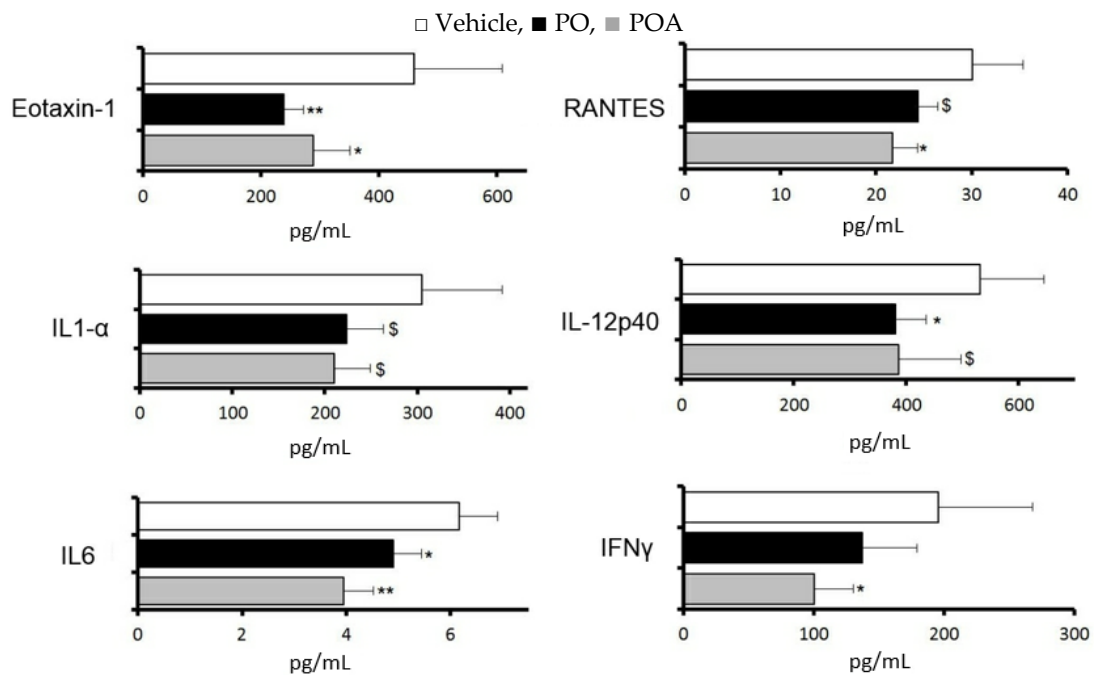 □ Vehicle, ■ PO, ■ POA
Eotaxin-1
**
*
0 200 400 600
pg/mL
RANTES
$
*
0 10 20 30 40
pg/mL
IL1-α
$
$
0 100 200 300 400
pg/mL
IL-12p40
*
$
0 200 400 600
pg/mL
IL6
*
**
0 2 4 6
pg/mL
IFNγ
*
0 100 200 300
pg/mL